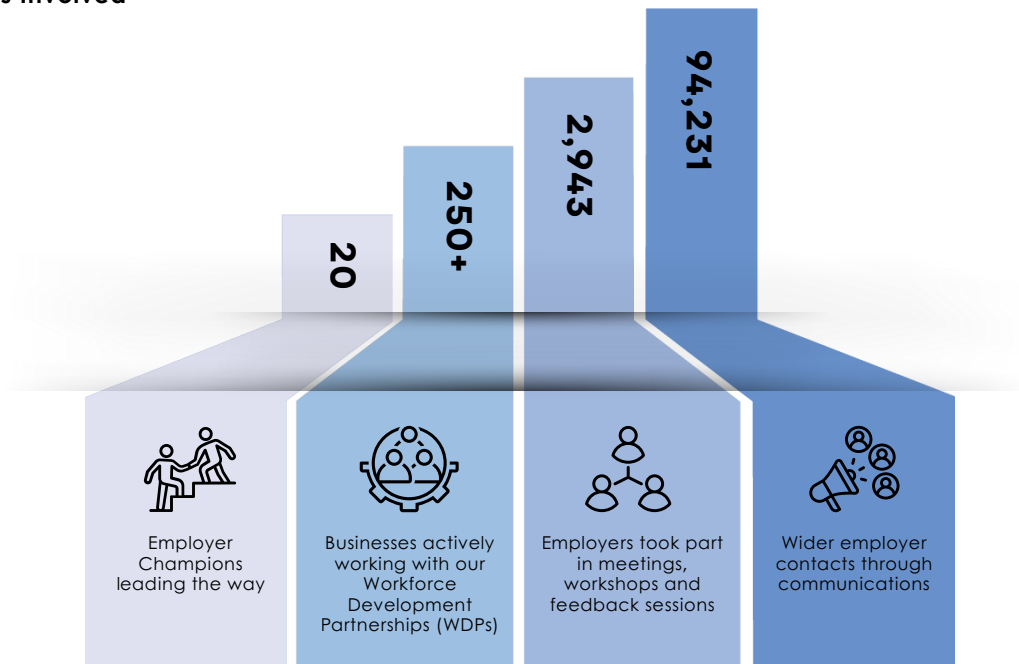 involved
20
250+
2,943
94,231
Employer
Champions
leading the way
Businesses actively
working with our
Workforce
Development
Partnerships (WDPs)
Employers took part
in meetings,
workshops and
feedback sessions
Wider employer
contacts through
communications